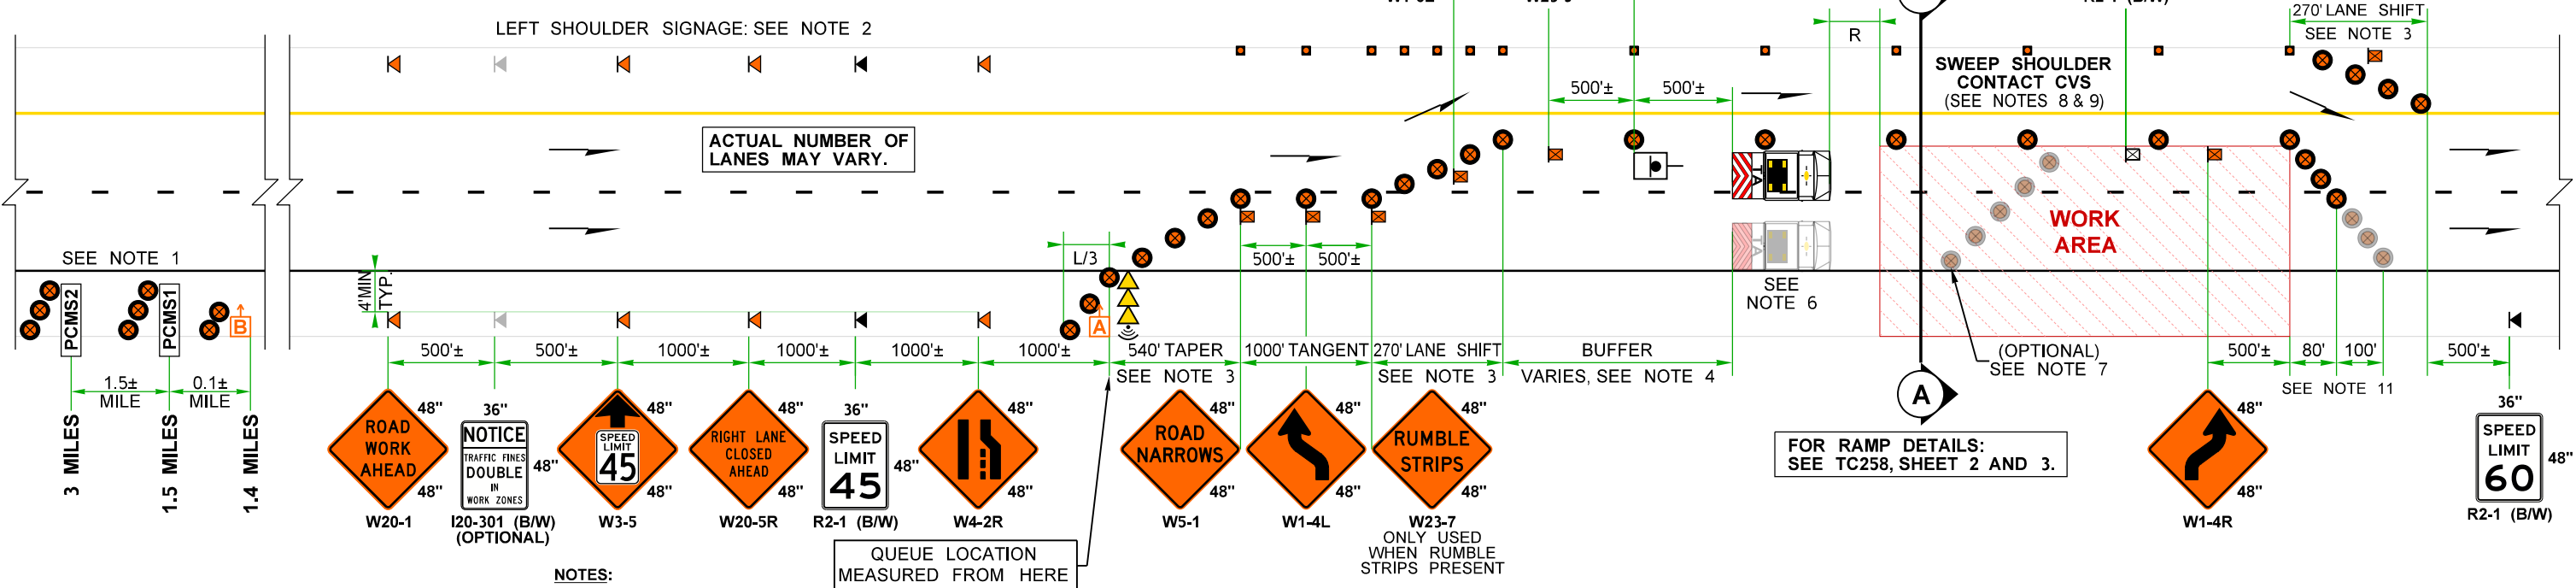 LEFT SHOULDER SIGNAGE: SEE NOTE 2
R
270' LANE SHIFT
SEE NOTE 3
SWEEP SHOULDER
CONTACT CVS
(SEE NOTES 8 & 9)
500'±
500'±
ACTUAL NUMBER OF
LANES MAY VARY.
TA
TA
WORK
AREA
SEE NOTE 1
PCMS2
PCMS1
B
4'MIN
TYP.
L/3
A
500'±
500'±
SEE
NOTE 6
500'±
500'±
1000'±
1000'±
1000'±
1000'±
540' TAPER
1000' TANGENT
270' LANE SHIFT
BUFFER
SEE NOTE 3
SEE NOTE 3
VARIES, SEE NOTE 4
(OPTIONAL)
SEE NOTE 7
500'±
80'
100'
500'±
SEE NOTE 11
1.5±
MILE
0.1±
MILE
3 MILES
1.5 MILES
1.4 MILES
ROAD
WORK
AHEAD
48"
48"
W20-1
36"
NOTICE
TRAFFIC FINES
DOUBLE
IN
WORK ZONES
48"
I20-301 (B/W)
(OPTIONAL)
SPEED
LIMIT
45
48"
48"
W3-5
RIGHT LANE
CLOSED
AHEAD
48"
48"
W20-5R
36"
SPEED
LIMIT
45
48"
R2-1 (B/W)
48"
48"
W4-2R
ROAD
NARROWS
48"
48"
W5-1
48"
48"
W1-4L
RUMBLE
STRIPS
48"
48"
W23-7
ONLY USED
WHEN RUMBLE
STRIPS PRESENT
A
FOR RAMP DETAILS:
SEE TC258, SHEET 2 AND 3.
48"
48"
W1-4R
36"
SPEED
LIMIT
60
48"
R2-1 (B/W)
QUEUE LOCATION
MEASURED FROM HERE
NOTES: